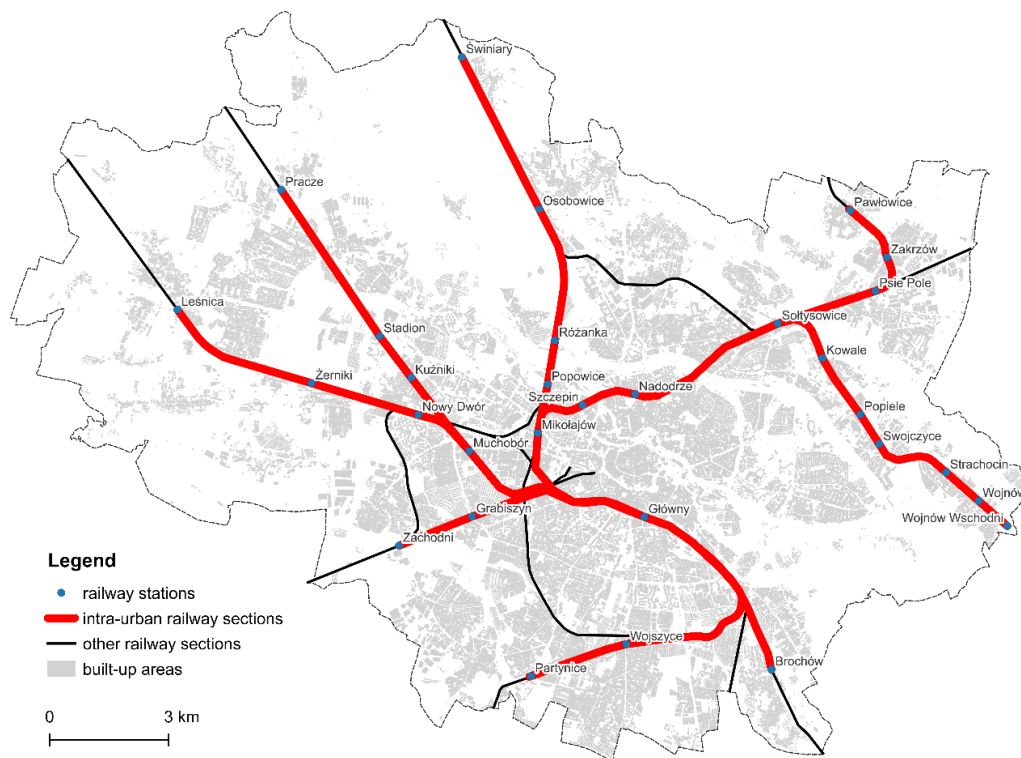 Świniary
Pracze
Osobowice
Pawłowice
Zakrzów
Psie Pole
Leśnica
Sołtysowice
Stadion
Różanka
Kowale
Kuźniki
Żerniki
Popowice
Nadodrze
Szczepin
Nowy Dwór
Popiele
Mikołajów
Muchobór
Swojczyce
Strachocin
Wojnów
Grabiszyn
Główny
Wojnów Wschodni
Zachodni
Wojszyce
Partynice
Brochów
Legend
railway stations
intra-urban railway sections
other railway sections
built-up areas
0 3 km